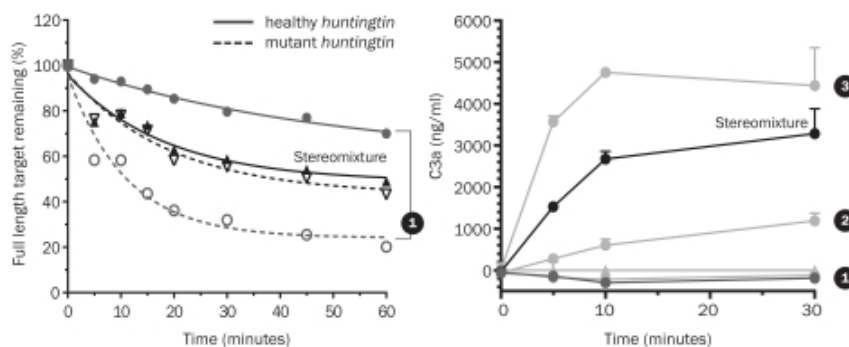 120
100
80
60
40
20
0
Full length target remaining (%)
healthy huntingtin
mutant huntingtin
Stereomixture
1
0 10 20 30 40 50 60
Time (minutes)
6000
5000
4000
3000
2000
1000
0
C3a (ng/ml)
3
Stereomixture
2
1
0 10 20 30
Time (minutes)